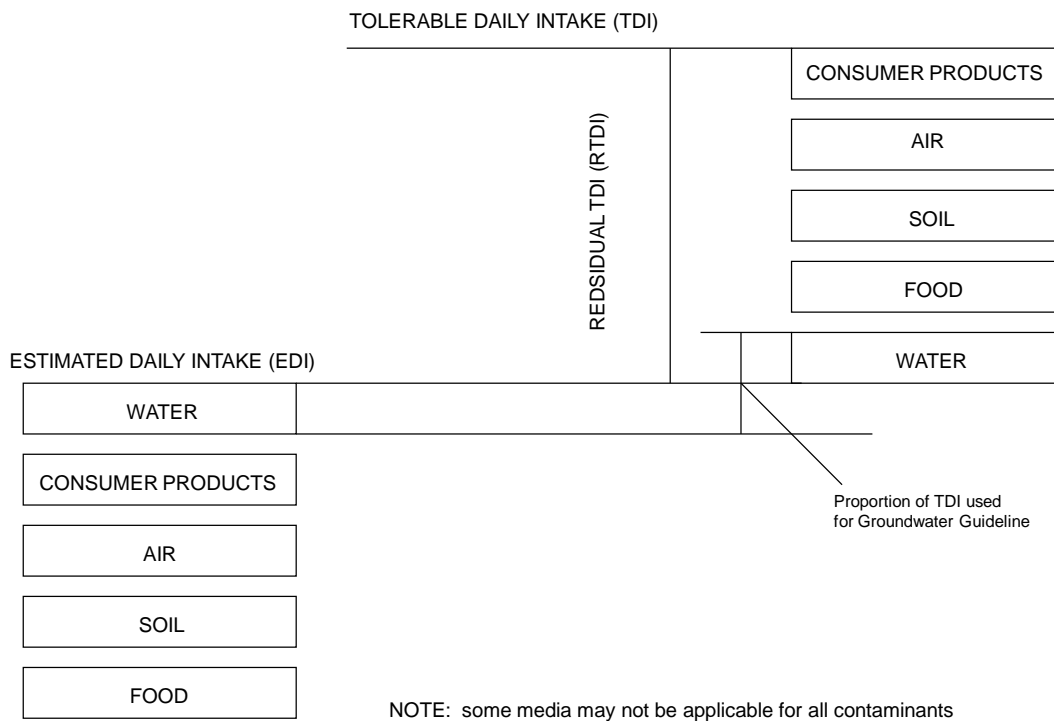 TOLERABLE DAILY INTAKE (TDI)
CONSUMER PRODUCTS
AIR
SOIL
FOOD
WATER
REDSIDUAL TDI (RTDI)
ESTIMATED DAILY INTAKE (EDI)
WATER
CONSUMER PRODUCTS
AIR
SOIL
FOOD
Proportion of TDI used
for Groundwater Guideline
NOTE: some media may not be applicable for all contaminants